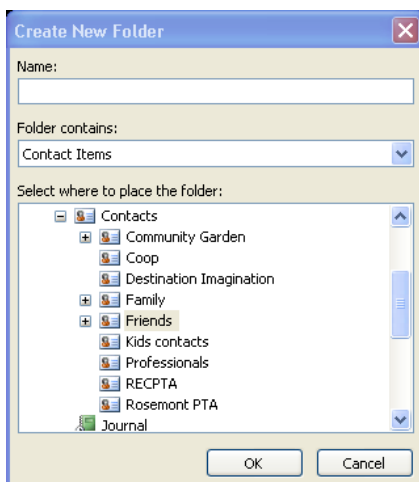 Create New Folder
Name:
Folder contains:
Contact Items
Select where to place the folder:
Contacts
Community Garden
Coop
Destination Imagination
Family
Friends
Kids contacts
Professionals
RECPTA
Rosemont PTA
Journal
OK Cancel